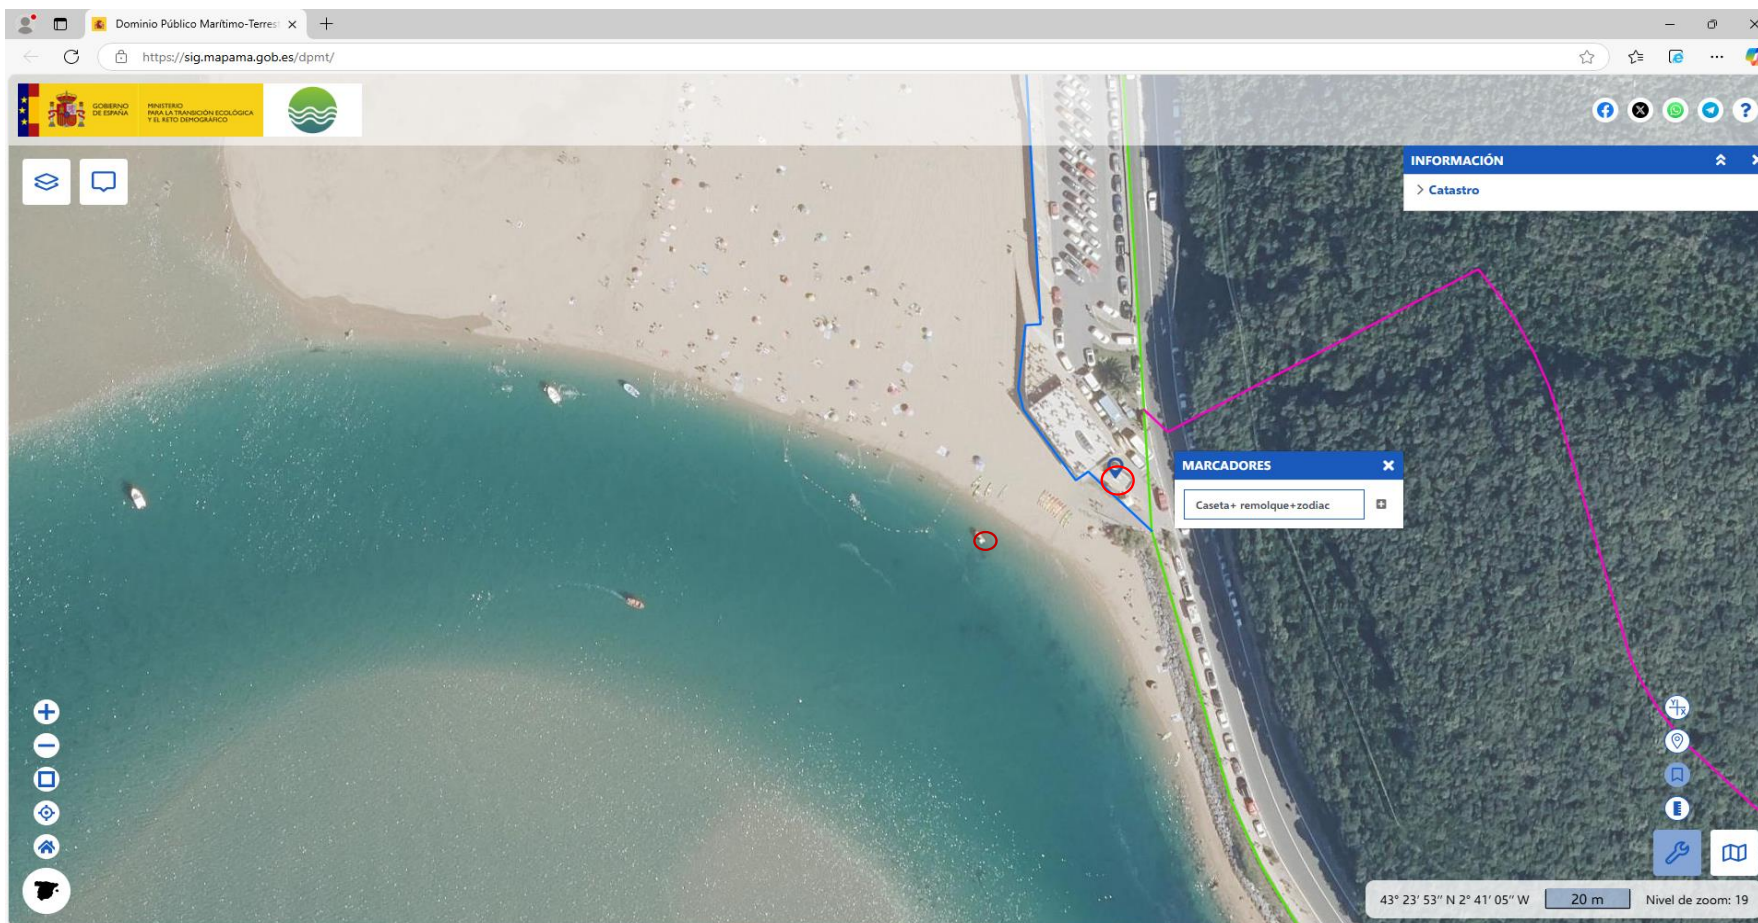 Dominio Público Marítimo-Terres
https://sig.mapama.gob.es/dpmt/
GOBIERNO
DE ESPAÑA
MINISTERIO
PARA LA TRANSICIÓN ECOLÓGICA
Y EL RETO DEMOGRÁFICO
INFORMACIÓN
Catastro
MARCADORES
Caseta+ remolque+zodiac
43° 23' 53'' N 2° 41' 05'' W
20 m
Nivel de zoom: 19